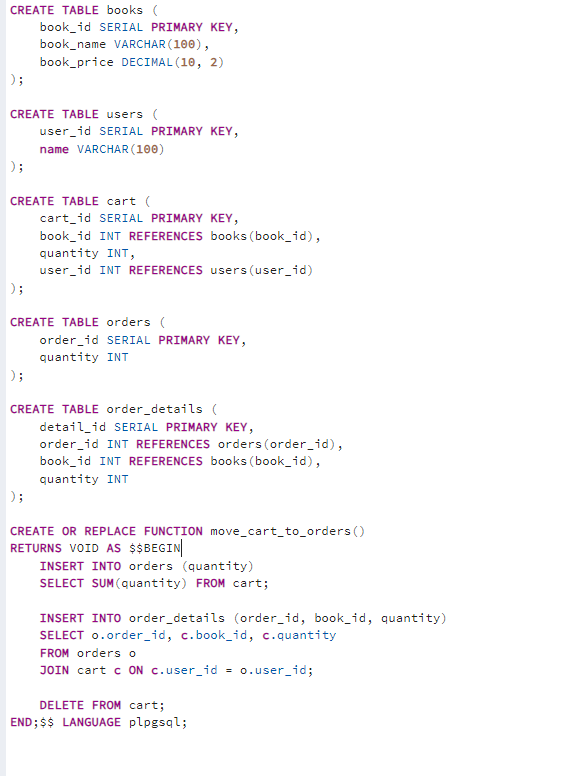 CREATE TABLE books (
    book_id SERIAL PRIMARY KEY,
    book_name VARCHAR(100),
    book_price DECIMAL(10, 2)
);

CREATE TABLE users (
    user_id SERIAL PRIMARY KEY,
    name VARCHAR(100)
);

CREATE TABLE cart (
    cart_id SERIAL PRIMARY KEY,
    book_id INT REFERENCES books(book_id),
    quantity INT,
    user_id INT REFERENCES users(user_id)
);

CREATE TABLE orders (
    order_id SERIAL PRIMARY KEY,
    quantity INT
);

CREATE TABLE order_details (
    detail_id SERIAL PRIMARY KEY,
    order_id INT REFERENCES orders(order_id),
    book_id INT REFERENCES books(book_id),
    quantity INT
);

CREATE OR REPLACE FUNCTION move_cart_to_orders()
RETURNS VOID AS $$BEGIN
    INSERT INTO orders (quantity)
    SELECT SUM(quantity) FROM cart;

    INSERT INTO order_details (order_id, book_id, quantity)
    SELECT o.order_id, c.book_id, c.quantity
    FROM orders o
    JOIN cart c ON c.user_id = o.user_id;

    DELETE FROM cart;
END;$$ LANGUAGE plpgsql;